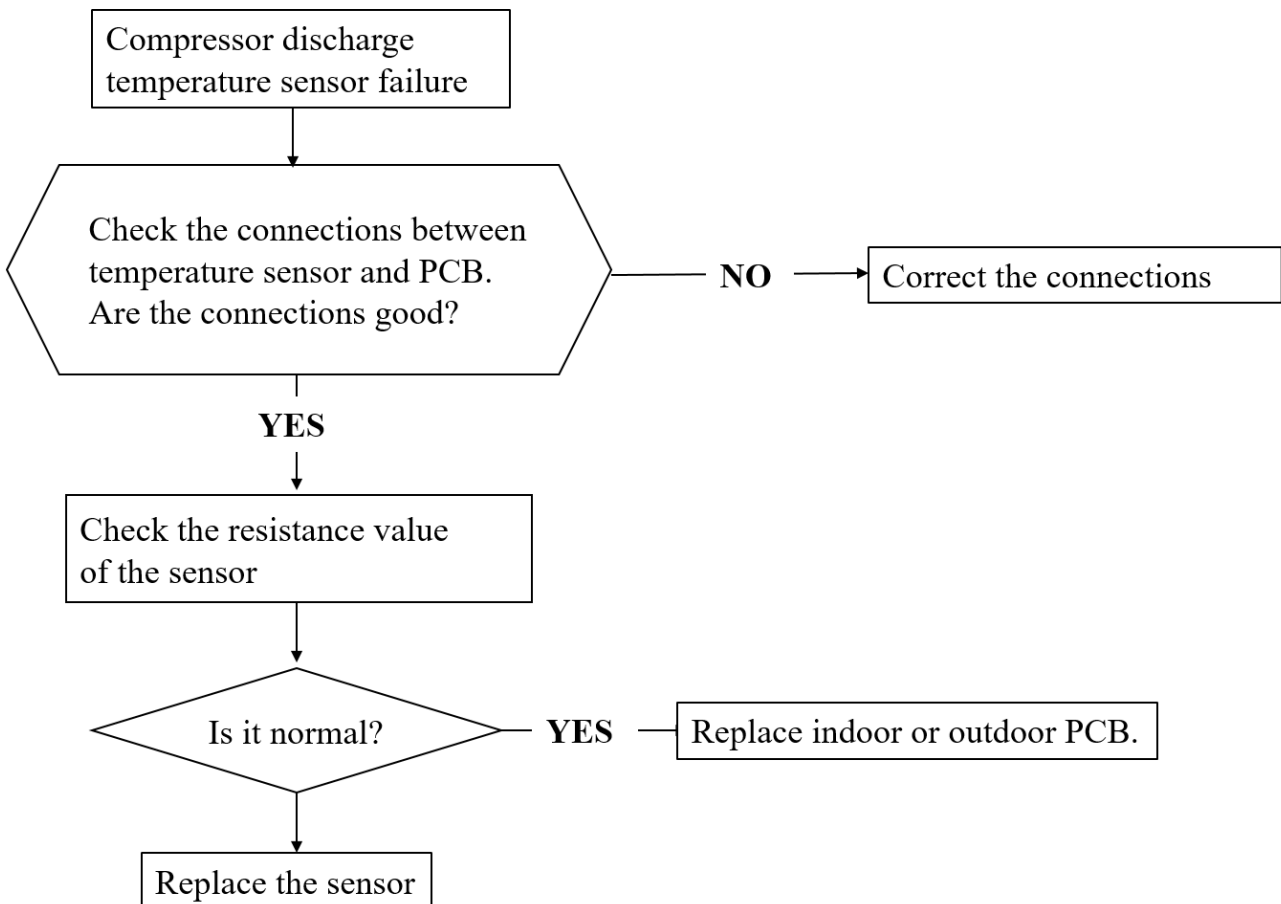 Compressor discharge
temperature sensor failure
Check the connections between
temperature sensor and PCB.
Are the connections good?
NO
Correct the connections
YES
Check the resistance value
of the sensor
Is it normal?
YES
Replace indoor or outdoor PCB.
Replace the sensor